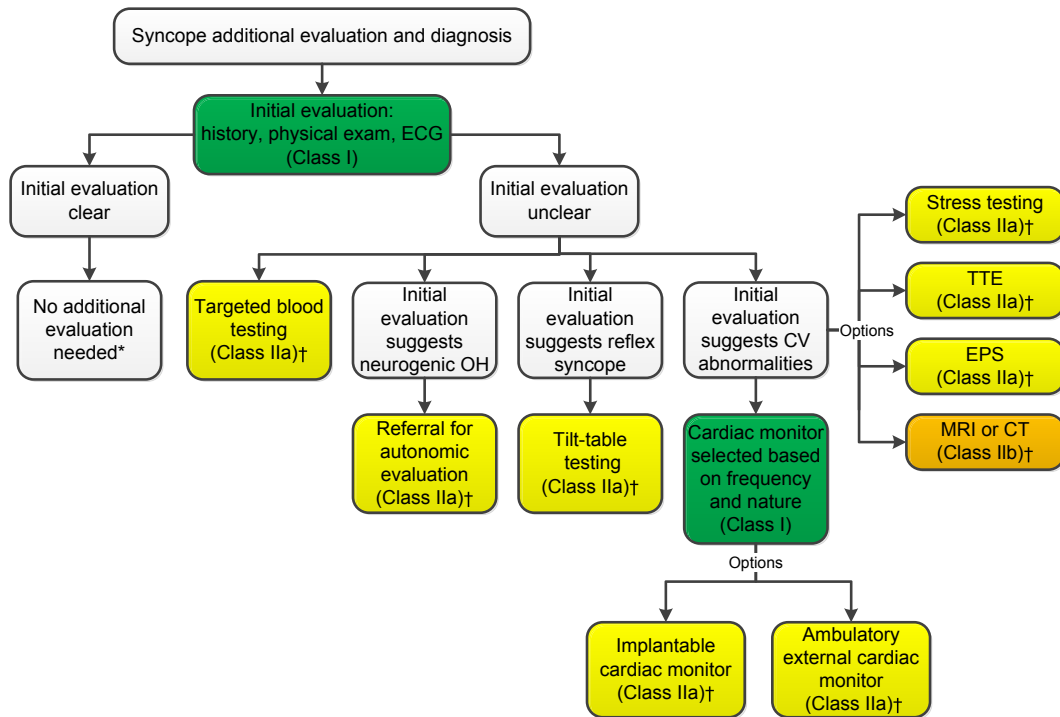 Syncope additional evaluation and diagnosis
Initial evaluation:
history, physical exam, ECG
(Class I)
Initial evaluation
clear
Initial evaluation
unclear
Stress testing
(Class IIa)†
TTE
(Class IIa)†
EPS
(Class IIa)†
MRI or CT
(Class IIb)†
Options
No additional
evaluation
needed*
Targeted blood
testing
(Class IIa)†
Initial
evaluation
suggests
neurogenic OH
Initial
evaluation
suggests reflex
syncope
Initial
evaluation
suggests CV
abnormalities
Referral for
autonomic
evaluation
(Class IIa)†
Tilt-table
testing
(Class IIa)†
Cardiac monitor
selected based
on frequency
and nature
(Class I)
Options
Implantable
cardiac monitor
(Class IIa)†
Ambulatory
external cardiac
monitor
(Class IIa)†